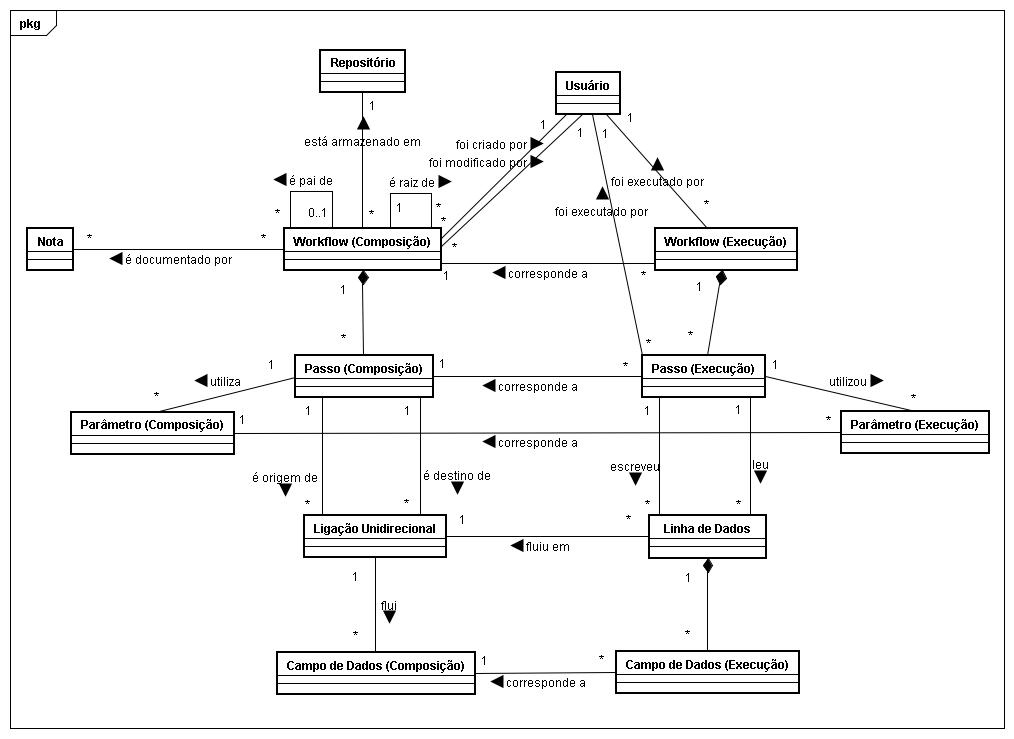 pkg
Repositório
1
Usuário
1
1
1
1
está armazenado em
foi criado por
foi modificado por
é pai de
é raiz de
foi executado por
foi executado por
*
0..1
*
1
*
*
*
*
Nota
*
*
Workflow (Composição)
Workflow (Execução)
é documentado por
1
corresponde a
*
1
1
*
*
*
Passo (Composição)
Passo (Execução)
1
1
*
1
utiliza
corresponde a
utilizou
*
*
Parâmetro (Composição)
1
1
1
1
1
*
Parâmetro (Execução)
corresponde a
é origem de
é destino de
escreveu
leu
*
*
*
*
Ligação Unidirecional
1
*
Linha de Dados
fluiu em
1
1
flui
*
*
Campo de Dados (Composição)
1
*
Campo de Dados (Execução)
corresponde a